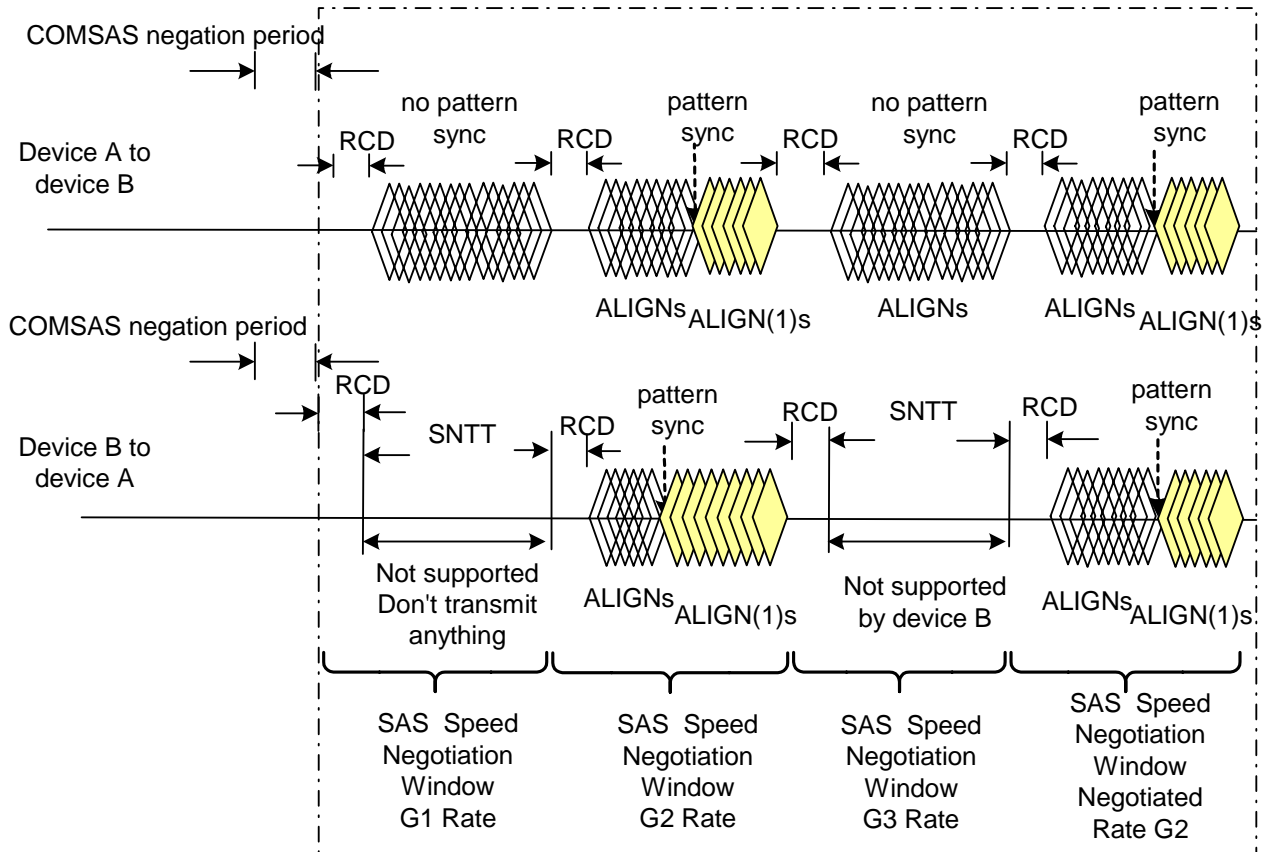 COMSAS negation period
no pattern
sync
pattern
sync
no pattern
sync
pattern
sync
RCD
RCD
RCD
RCD
Device A to
device B
ALIGNs
ALIGN(1)s
ALIGNs
ALIGNs
ALIGN(1)s
COMSAS negation period
RCD
SNTT
RCD
pattern
sync
RCD
SNTT
RCD
pattern
sync
Device B to
device A
Not supported
Don't transmit
anything
ALIGNs
ALIGN(1)s
Not supported
by device B
ALIGNs
ALIGN(1)s
SAS Speed
Negotiation
Window
G1 Rate
SAS Speed
Negotiation
Window
G2 Rate
SAS Speed
Negotiation
Window
G3 Rate
SAS Speed
Negotiation
Window
Negotiated
Rate G2